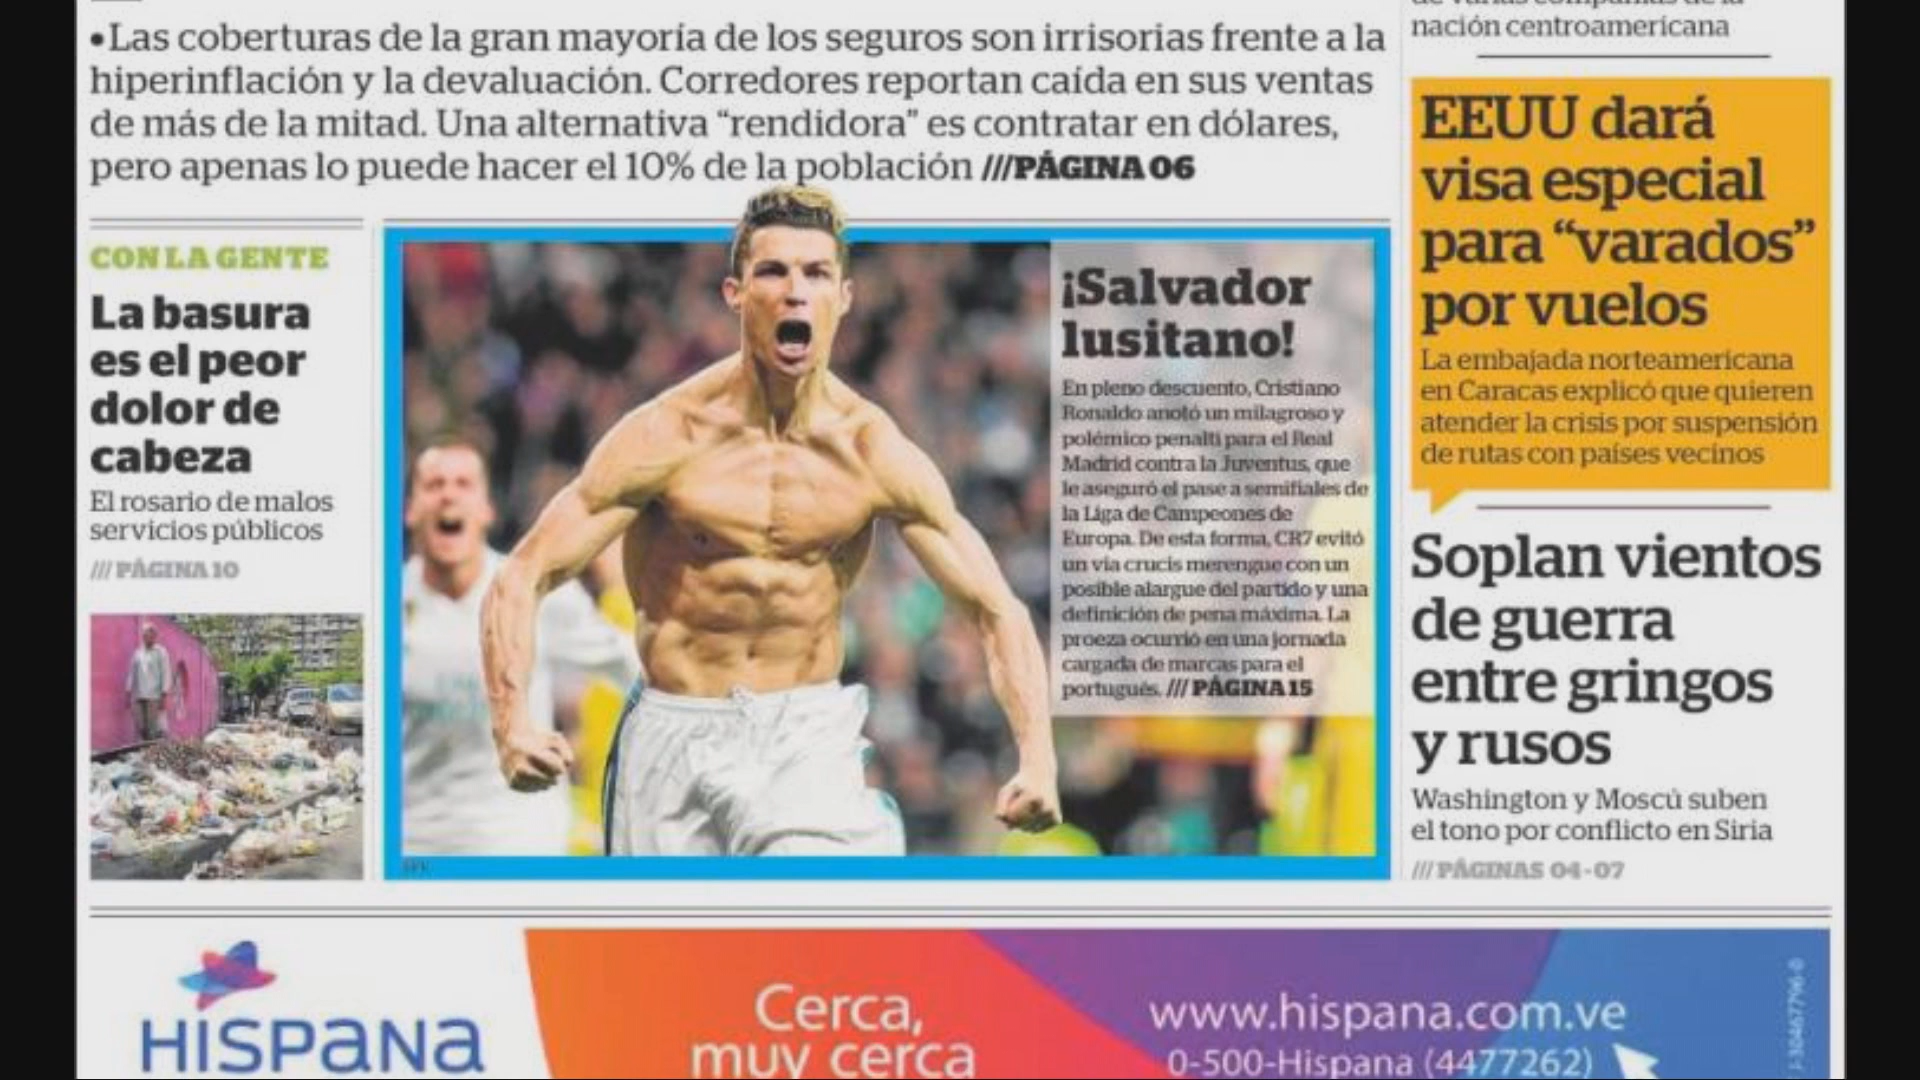 •Las coberturas de la gran mayoría de los seguros son irrisorias frente a la
hiperinflación y la devaluación. Corredores reportan caída en sus ventas
de más de la mitad. Una alternativa “rendidora” es contratar en dólares,
pero apenas lo puede hacer el 10% de la población ///PÁGINA 06
CON LA GENTE
La basura
es el peor
dolor de
cabeza
El rosario de malos
servicios públicos
/// PÁGINA 10
¡Salvador
lusitano!
En pleno descuento, Cristiano
Ronaldo anotó un milagroso y
polémico penalti para el Real
Madrid contra la Juventus, que
le aseguró el pase a semifiales de
la Liga de Campeones de
Europa. De esta forma, CR7 evitó
un vía crucis merengue con un
posible alargue del partido y una
definición de pena máxima. La
proeza ocurrió en una jornada
cargada de marcas para el
portugués. /// PÁGINA 15
de varias compañías de la
nación centroamericana
EEUU dará
visa especial
para “varados”
por vuelos
La embajada norteamericana
en Caracas explicó que quieren
atender la crisis por suspensión
de rutas con países vecinos
Soplan vientos
de guerra
entre gringos
y rusos
Washington y Moscú suben
el tono por conflicto en Siria
/// PÁGINAS 04-07
HISPANA
Cerca,
muy cerca
www.hispana.com.ve
0-500-Hispana (4477262)
J-30467796-0